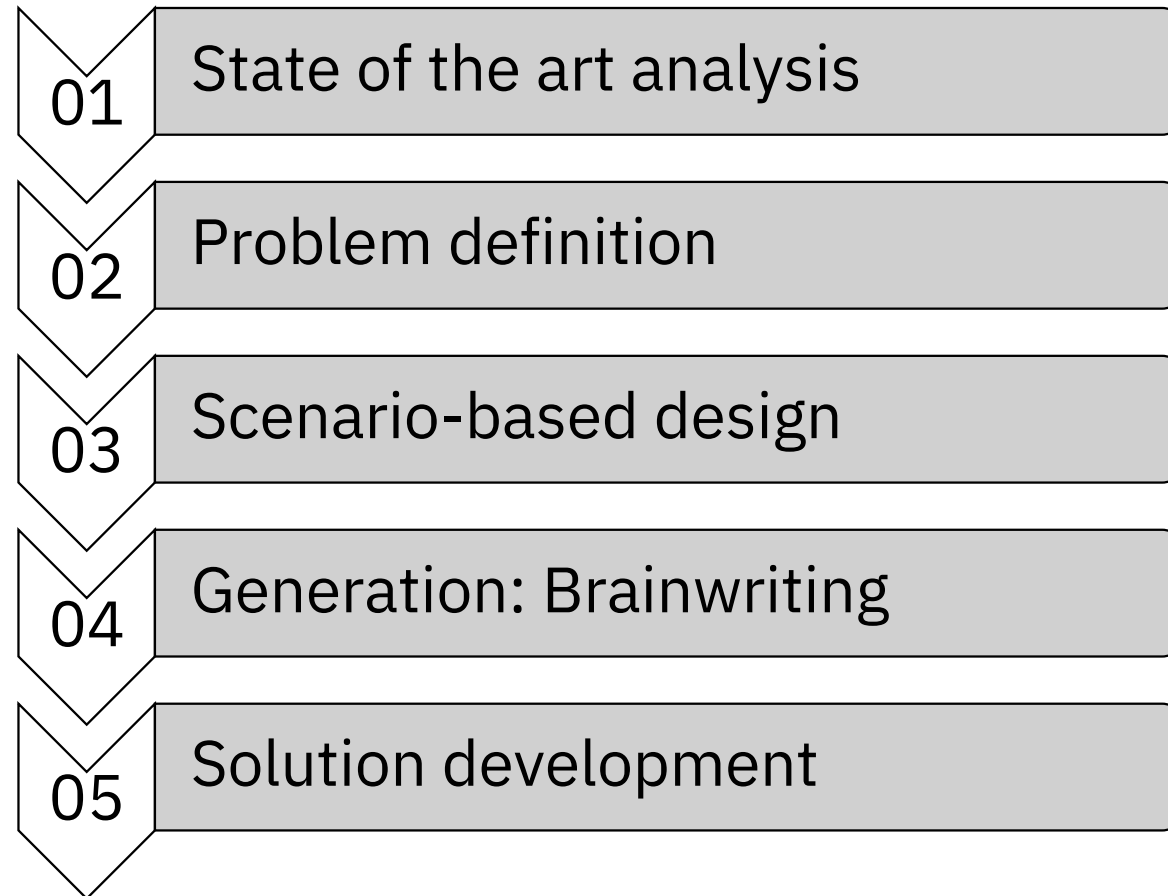 01 State of the art analysis
02 Problem definition
03 Scenario-based design
04 Generation: Brainwriting
05 Solution development